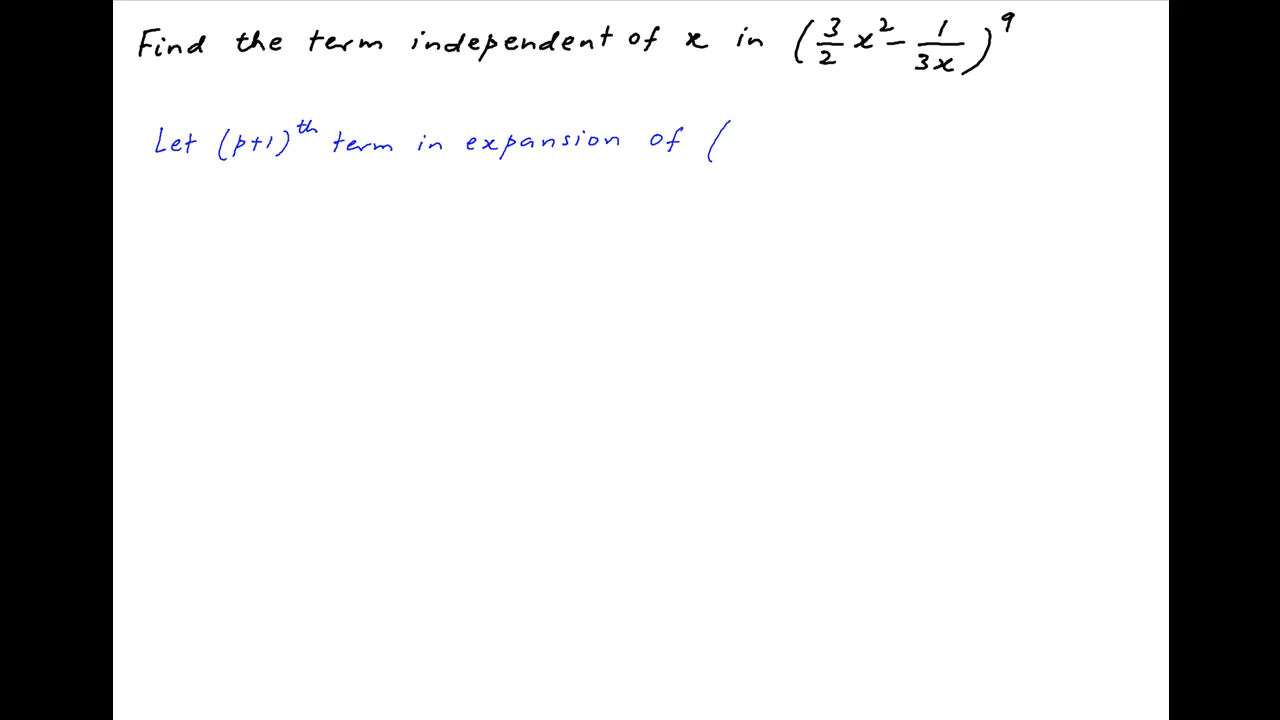 Find the term independent of x in (3/2 x² - 1/3x)⁹
Let (p+1)ᵗʰ term in expansion of (